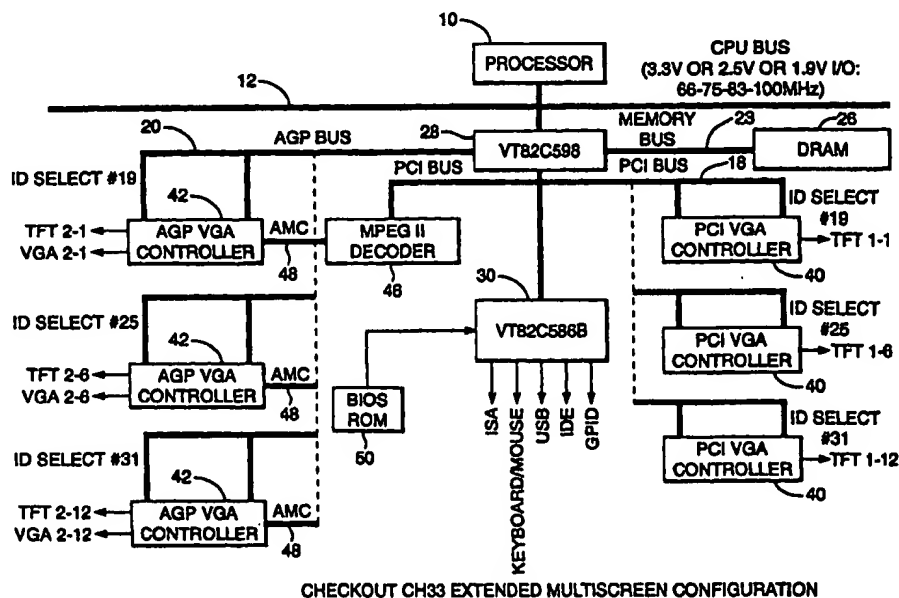 10
PROCESSOR
CPU BUS
(3.3V OR 2.5V OR 1.9V I/O:
66-75-83-100MHz)
12
20
AGP BUS
28
VT82C598
MEMORY
BUS
23
26
DRAM
PCI BUS
PCI BUS
18
ID SELECT #19
42
TFT 2-1
VGA 2-1
AGP VGA
CONTROLLER
AMC
48
MPEG II
DECODER
46
ID SELECT
#19
PCI VGA
CONTROLLER
TFT 1-1
40
30
VT82C586B
ID SELECT #25
42
TFT 2-6
VGA 2-6
AGP VGA
CONTROLLER
AMC
48
ID SELECT
#25
PCI VGA
CONTROLLER
TFT 1-6
40
BIOS
ROM
50
ISA
KEYBOARD/MOUSE
USB
IDE
GPID
ID SELECT #31
42
TFT 2-12
VGA 2-12
AGP VGA
CONTROLLER
AMC
48
ID SELECT
#31
PCI VGA
CONTROLLER
TFT 1-12
40
CHECKOUT CH33 EXTENDED MULTISCREEN CONFIGURATION